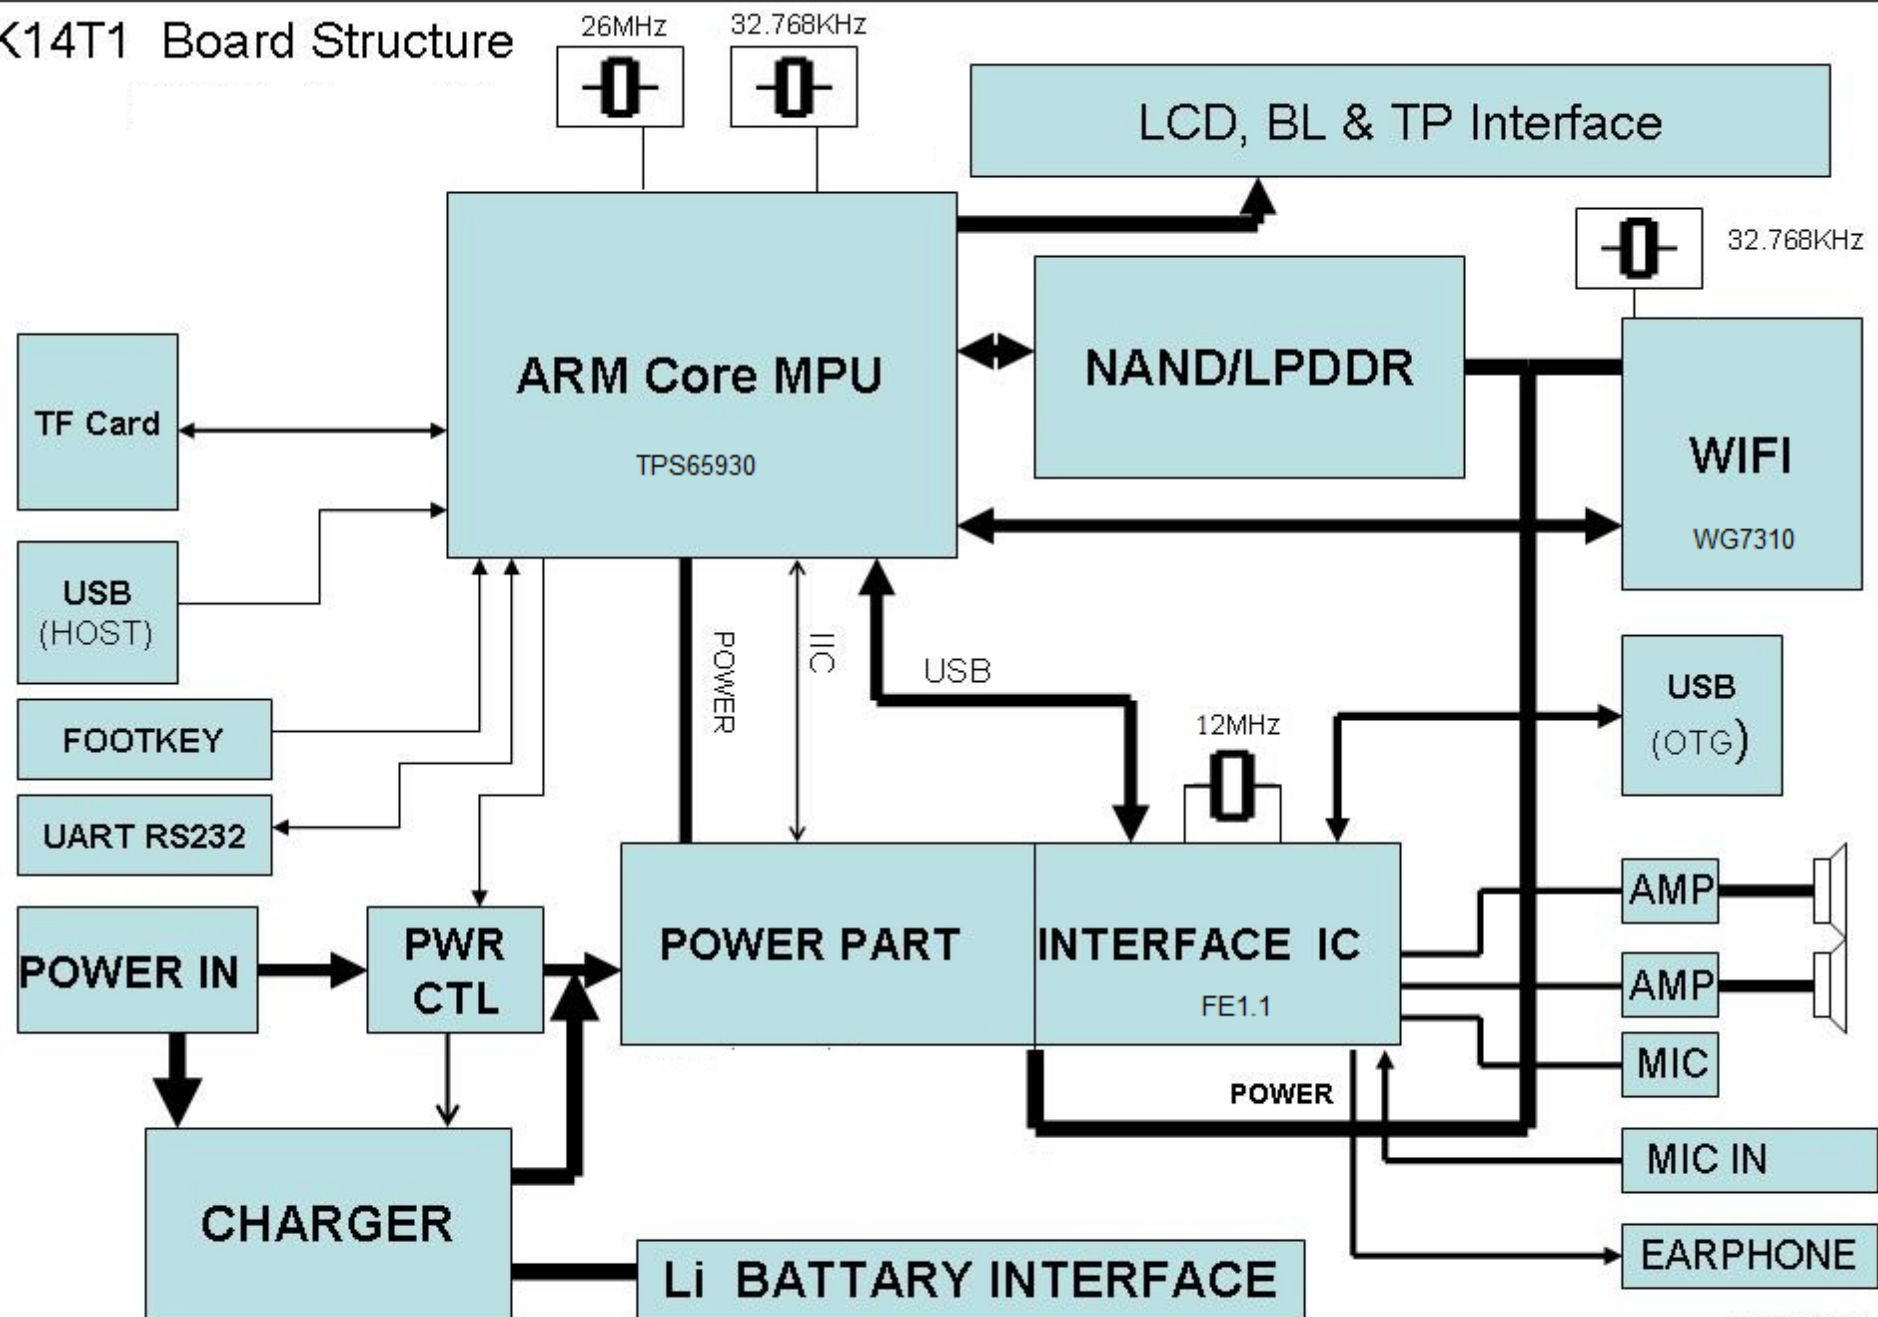 K14T1 Board Structure
26MHz
32.768KHz
LCD, BL & TP Interface
32.768KHz
ARM Core MPU
TPS65930
NAND/LPDDR
WIFI
WG7310
TF Card
USB
(HOST)
FOOTKEY
UART RS232
POWER
IIC
USB
12MHz
USB
(OTG)
POWER IN
PWR
CTL
POWER PART
INTERFACE IC
FE1.1
AMP
AMP
MIC
POWER
MIC IN
EARPHONE
CHARGER
Li BATTARY INTERFACE